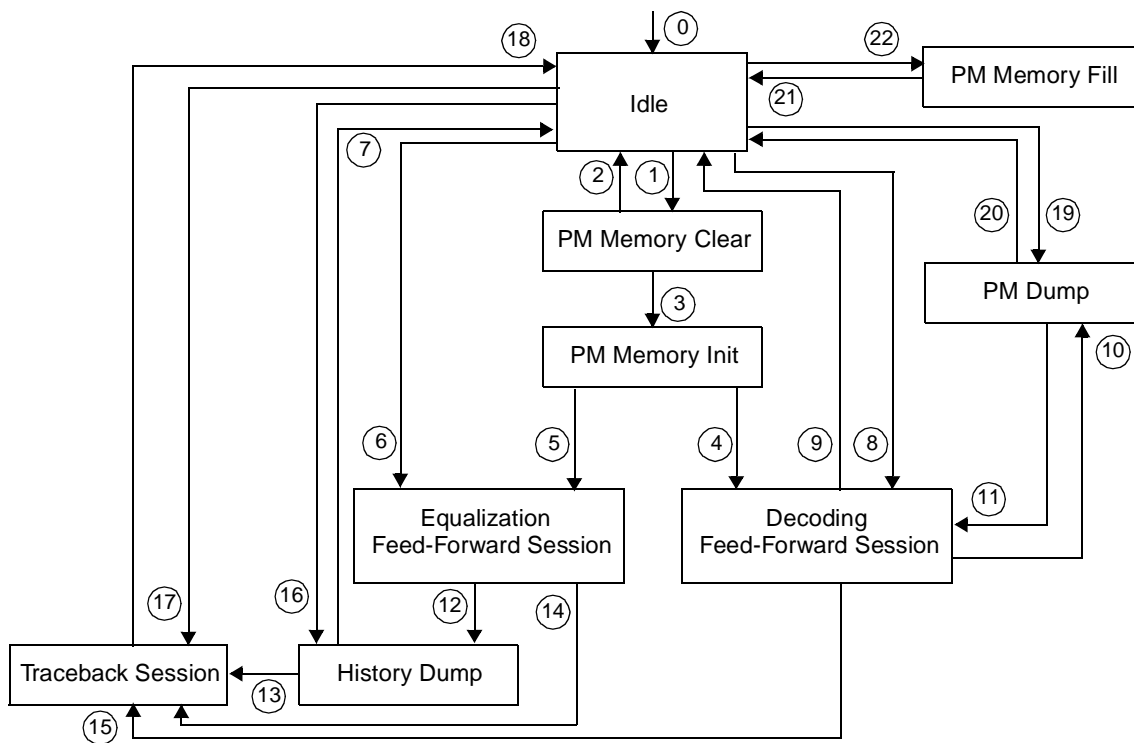 18
0
22
PM Memory Fill
Idle
21
7
2
1
20
19
PM Memory Clear
PM Dump
3
PM Memory Init
10
6
5
4
9
8
11
Equalization
Feed-Forward Session
Decoding
Feed-Forward Session
17
16
12
14
Traceback Session
History Dump
13
15